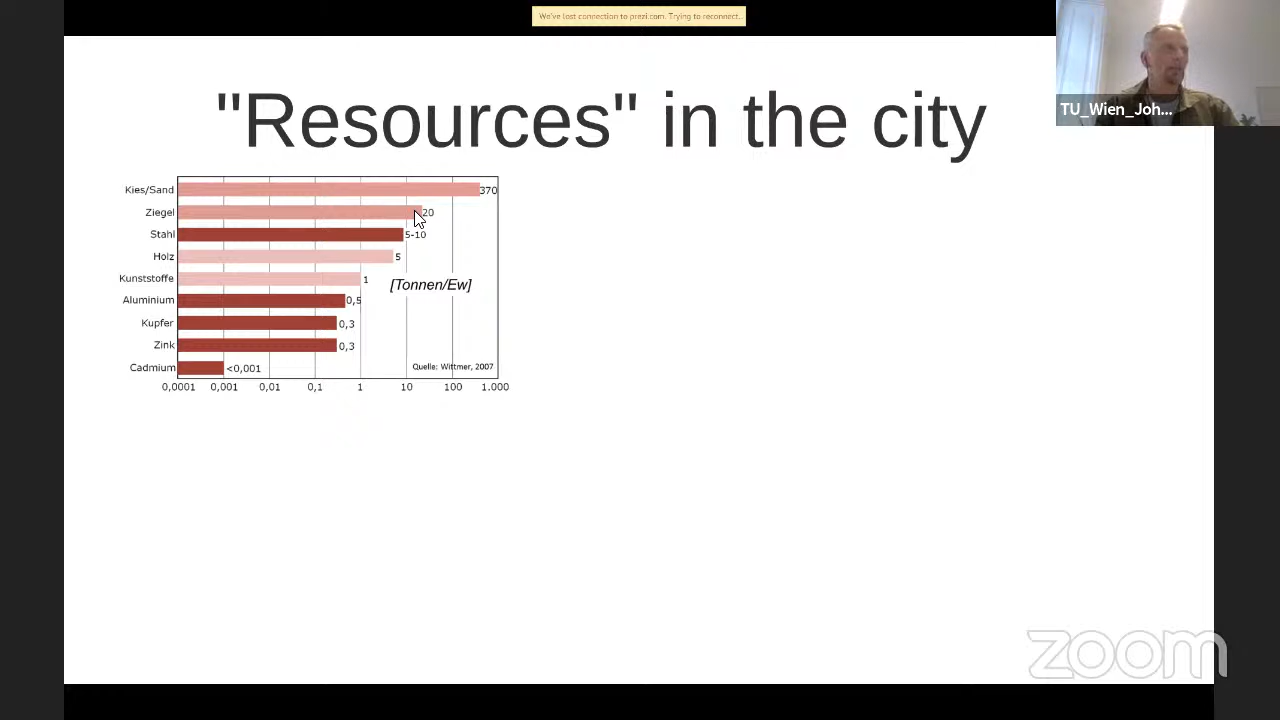 We've lost connection to prezi.com. Trying to reconnect...
TU_Wien_Joh...
"Resources" in the city
Kies/Sand 370
Ziegel 20
Stahl 5-10
Holz 5
Kunststoffe 1
[Tonnen/Ew]
Aluminium 0,5
Kupfer 0,3
Zink 0,3
Cadmium <0,001
Quelle: Wittmer, 2007
0,0001 0,001 0,01 0,1 1 10 100 1.000
zoom